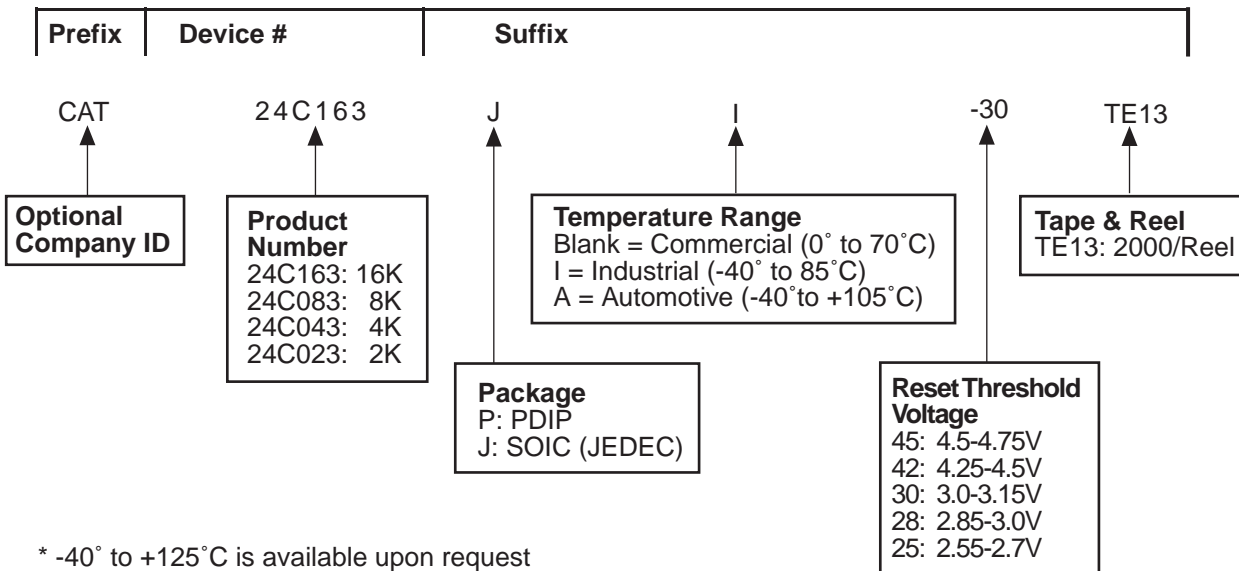 Prefix Device # Suffix
CAT 24C163 J I -30 TE13
Optional
Company ID
Product
Number
24C163: 16K
24C083: 8K
24C043: 4K
24C023: 2K
Package
P: PDIP
J: SOIC (JEDEC)
Temperature Range
Blank = Commercial (0˚ to 70˚C)
I = Industrial (-40˚ to 85˚C)
A = Automotive (-40˚to +105˚C)
Reset Threshold
Voltage
45: 4.5-4.75V
42: 4.25-4.5V
30: 3.0-3.15V
28: 2.85-3.0V
25: 2.55-2.7V
Tape & Reel
TE13: 2000/Reel
* -40˚ to +125˚C is available upon request